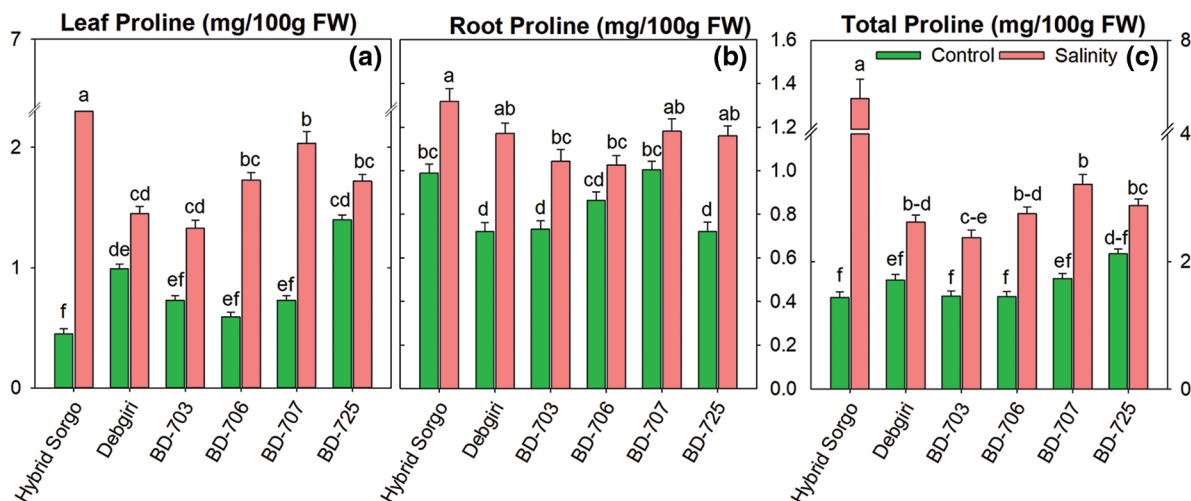 Leaf Proline (mg/100g FW)
Root Proline (mg/100g FW)
Total Proline (mg/100g FW)
(a)
7
2
1
0
f
a
de
cd
ef
cd
ef
bc
ef
b
cd
bc
Hybrid Sorgo
Debgiri
BD-703
BD-706
BD-707
BD-725
(b)
bc
a
d
ab
d
bc
cd
bc
bc
ab
d
ab
1.6
1.4
1.2
1.0
0.8
0.6
0.4
0.2
0.0
Hybrid Sorgo
Debgiri
BD-703
BD-706
BD-707
BD-725
Control Salinity (c)
f
a
ef
b-d
f
c-e
f
b-d
ef
b
d-f
bc
8
4
2
0
Hybrid Sorgo
Debgiri
BD-703
BD-706
BD-707
BD-725